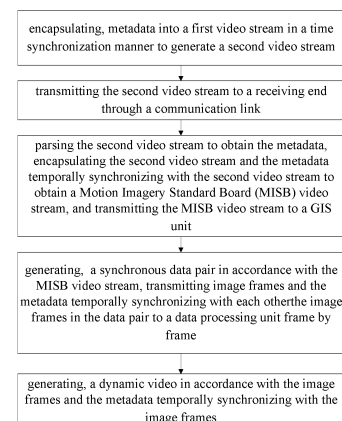 encapsulating, metadata into a first video stream in a time
synchronization manner to generate a second video stream
transmitting the second video stream to a receiving end
through a communication link
parsing the second video stream to obtain the metadata,
encapsulating the second video stream and the metadata
temporally synchronizing with the second video stream to
obtain a Motion Imagery Standard Board (MISB) video
stream, and transmitting the MISB video stream to a GIS
unit
generating, a synchronous data pair in accordance with the
MISB video stream, transmitting image frames and the
metadata temporally synchronizing with each otherthe image
frames in the data pair to a data processing unit frame by
frame
generating, a dynamic video in accordance with the image
frames and the metadata temporally synchronizing with the
image frames